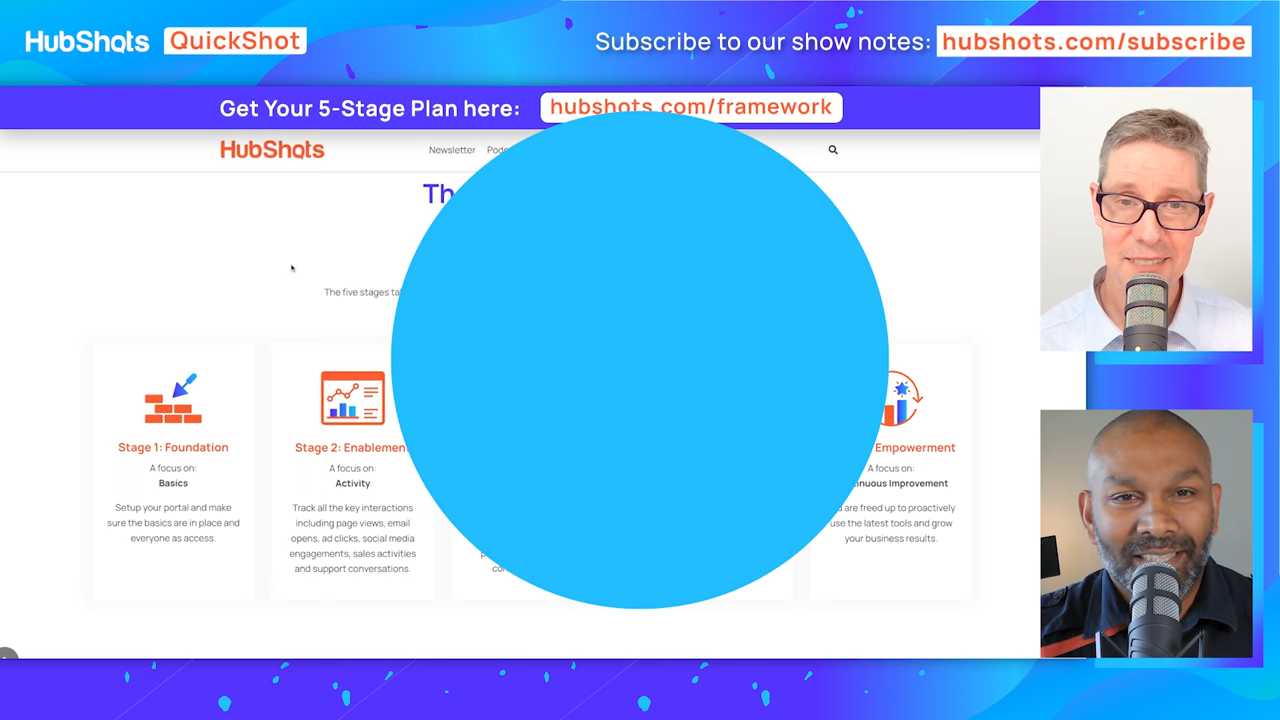 HubShots QuickShot
Subscribe to our show notes: hubshots.com/subscribe
Get Your 5-Stage Plan here: hubshots.com/framework
HubShots
Newsletter
The five stages
Stage 1: Foundation
A focus on:
Basics
Setup your portal and make
sure the basics are in place and
everyone as access.
Stage 2:
A focus on:
Activity
Track all the key interactions
including page views, email
opens, ad clicks, social media
engagements, sales activities
and support conversations.
Empowerment
A focus on:
Improvement
are freed up to proactively
use the latest tools and grow
your business results.